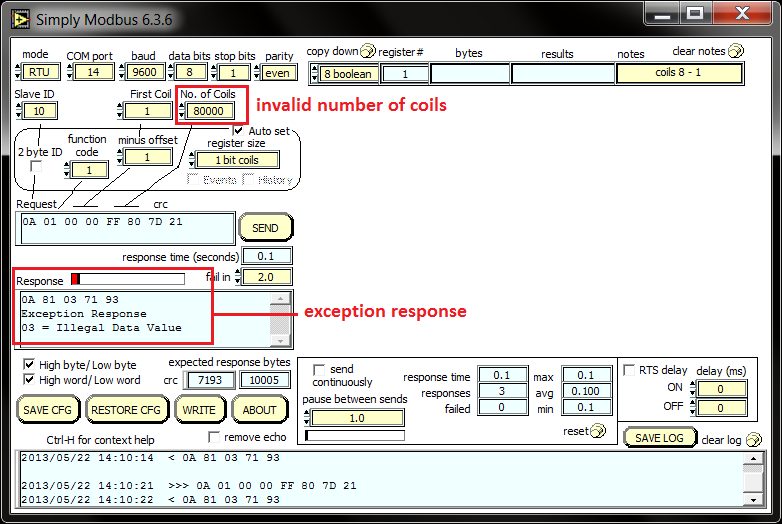 Simply Modbus 6.3.6
mode COM port baud data bits stop bits parity copy down register # bytes results notes clear notes
RTU 14 9600 8 1 even 8 boolean 1 coils 8 - 1
Slave ID First Coil No. of Coils
10 1 80000 invalid number of coils
Auto set
function code minus offset register size
2 byte ID 1 1 1 bit coils
Events History
Request crc
0A 01 00 00 FF 80 7D 21 SEND
response time (seconds) 0.1
Response fail in 2.0
0A 81 03 71 93
Exception Response
03 = Illegal Data Value
exception response
High byte/Low byte expected response bytes
High word/Low word crc 7193 10005
SAVE CFG RESTORE CFG WRITE ABOUT
Ctrl-H for context help remove echo
send continuously response time 0.1 max 0.1
pause between sends responses 3 avg 0.100
1.0 failed 0 min 0.1
reset
RTS delay delay (ms)
ON 0
OFF 0
SAVE LOG clear log
2013/05/22 14:10:14 < 0A 81 03 71 93
2013/05/22 14:10:21 >>> 0A 01 00 00 FF 80 7D 21
2013/05/22 14:10:22 < 0A 81 03 71 93